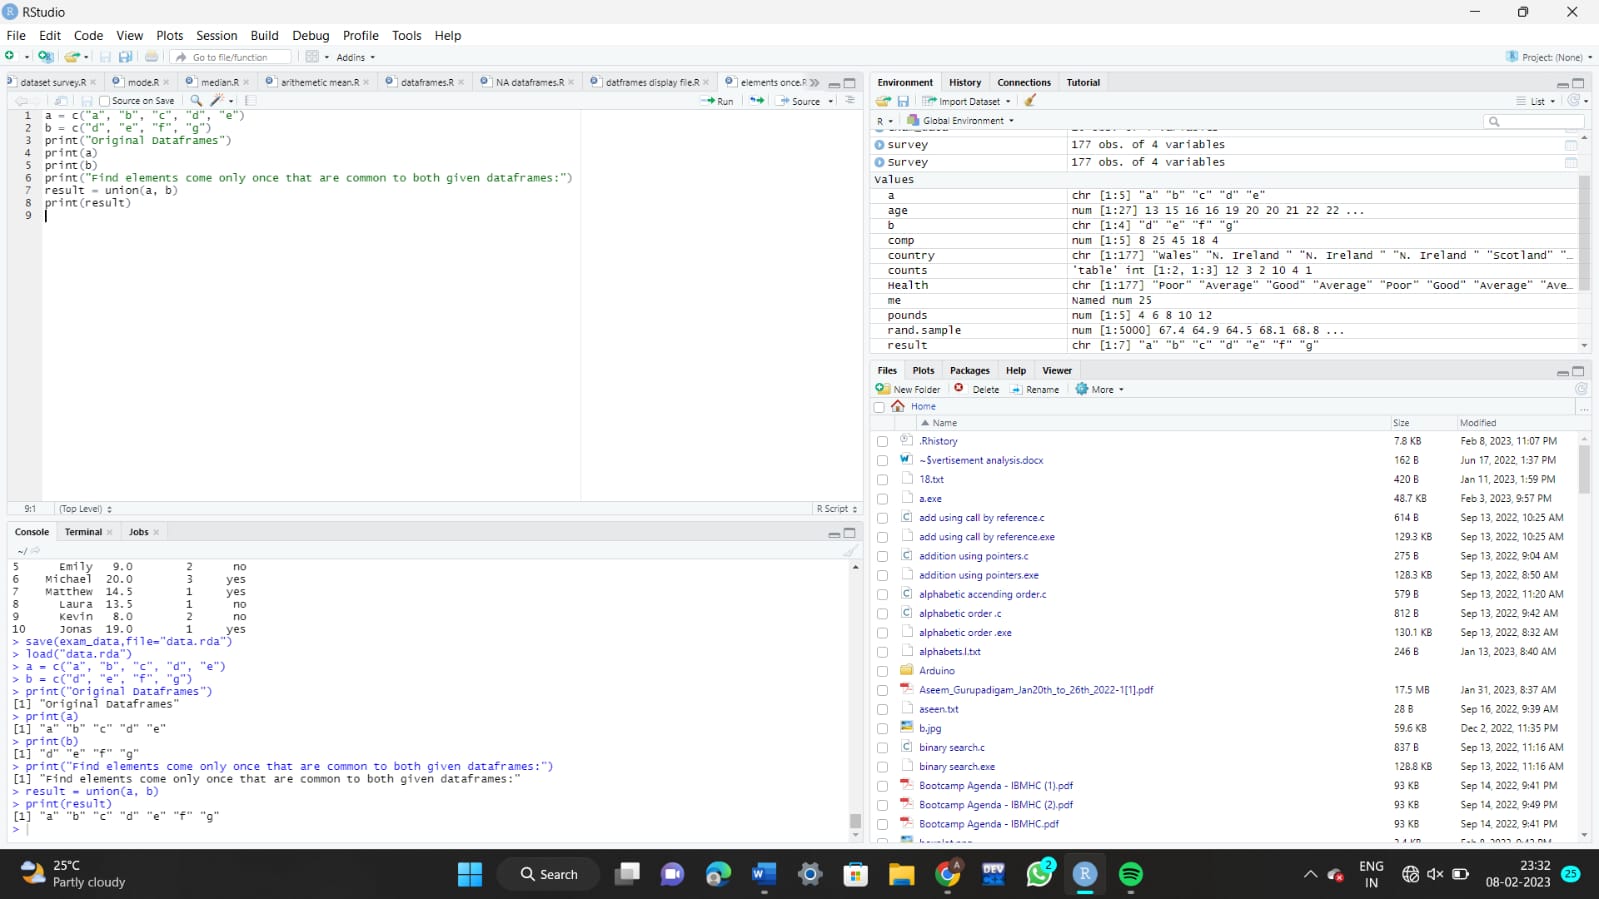 RStudio
File Edit Code View Plots Session Build Debug Profile Tools Help
Go to file/function Addins Project: (None)
dataset survey.R mode.R median.R arithmetic mean.R dataframes.R NA dataframes.R datframes display file.R elements once.R
Source on Save Run Source
1 a = c("a", "b", "c", "d", "e")
2 b = c("d", "e", "f", "g")
3 print("Original Dataframes")
4 print(a)
5 print(b)
6 print("Find elements come only once that are common to both given dataframes:")
7 result = union(a, b)
8 print(result)
9
9:1 (Top Level) R Script
Console Terminal Jobs
~/
5 Emily 9.0 2 no
6 Michael 20.0 3 yes
7 Matthew 14.5 1 yes
8 Laura 13.5 1 no
9 Kevin 8.0 2 no
10 Jonas 19.0 1 yes
> save(exam_data,file="data.rda")
> load("data.rda")
> a = c("a", "b", "c", "d", "e")
> b = c("d", "e", "f", "g")
> print("Original Dataframes")
[1] "Original Dataframes"
> print(a)
[1] "a" "b" "c" "d" "e"
> print(b)
[1] "d" "e" "f" "g"
> print("Find elements come only once that are common to both given dataframes:")
[1] "Find elements come only once that are common to both given dataframes:"
> result = union(a, b)
> print(result)
[1] "a" "b" "c" "d" "e" "f" "g"
>
Environment History Connections Tutorial
Import Dataset List
R Global Environment
survey 177 obs. of 4 variables
Survey 177 obs. of 4 variables
Values
a chr [1:5] "a" "b" "c" "d" "e"
age num [1:27] 13 15 16 16 19 20 20 21 22 22 ...
b chr [1:4] "d" "e" "f" "g"
comp num [1:5] 8 25 45 18 4
country chr [1:177] "Wales" "N. Ireland " "N. Ireland " "N. Ireland " "Scotland" "…
counts 'table' int [1:2, 1:3] 12 3 2 10 4 1
Health chr [1:177] "Poor" "Average" "Good" "Average" "Poor" "Good" "Average" "Ave…
me Named num 25
pounds num [1:5] 4 6 8 10 12
rand.sample num [1:5000] 67.4 64.9 64.5 68.1 68.8 ...
result chr [1:7] "a" "b" "c" "d" "e" "f" "g"
Files Plots Packages Help Viewer
New Folder Delete Rename More
Home
Name Size Modified
.Rhistory 7.8 KB Feb 8, 2023, 11:07 PM
~$vertisement analysis.docx 162 B Jun 17, 2022, 1:37 PM
18.txt 420 B Jan 11, 2023, 1:59 PM
a.exe 48.7 KB Feb 3, 2023, 9:57 PM
add using call by reference.c 614 B Sep 13, 2022, 10:25 AM
add using call by reference.exe 129.3 KB Sep 13, 2022, 10:25 AM
addition using pointers.c 275 B Sep 13, 2022, 9:04 AM
addition using pointers.exe 128.3 KB Sep 13, 2022, 8:50 AM
alphabetic accending order.c 579 B Sep 13, 2022, 11:20 AM
alphabetic order .c 812 B Sep 13, 2022, 9:42 AM
alphabetic order .exe 130.1 KB Sep 13, 2022, 8:32 AM
alphabets.l.txt 246 B Jan 13, 2023, 8:40 AM
Arduino
Aseem_Gurupadigam_Jan20th_to_26th_2022-1[1].pdf 17.5 MB Jan 31, 2023, 8:37 AM
aseen.txt 28 B Sep 16, 2022, 9:39 AM
b.jpg 59.6 KB Dec 2, 2022, 11:35 PM
binary search.c 837 B Sep 13, 2022, 11:16 AM
binary search.exe 128.8 KB Sep 13, 2022, 11:16 AM
Bootcamp Agenda - IBMHC (1).pdf 93 KB Sep 14, 2022, 9:41 PM
Bootcamp Agenda - IBMHC (2).pdf 93 KB Sep 14, 2022, 9:49 PM
Bootcamp Agenda - IBMHC.pdf 93 KB Sep 14, 2022, 9:41 PM
25°C
Partly cloudy
Search
DEV
2
ENG
IN
23:32
08-02-2023
25